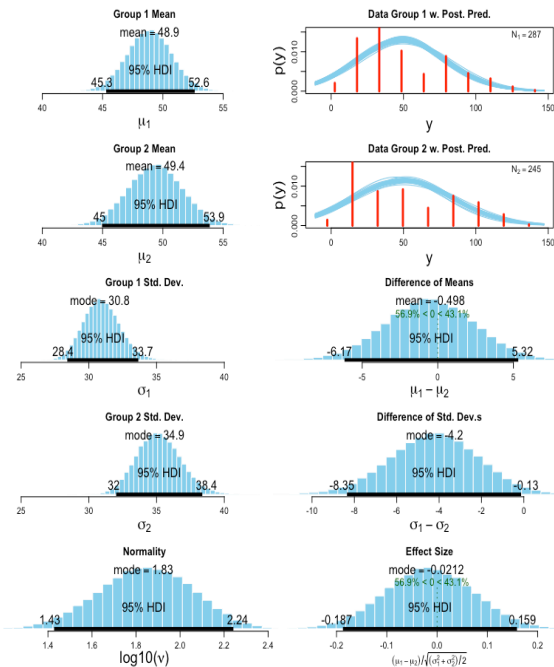 Group 1 Mean
mean = 48.9
95% HDI
45.3 52.6
40 45 50 55
μ1
Data Group 1 w. Post. Pred.
N1 = 287
p(y)
0.000 0.010
0 50 100 150
y
Group 2 Mean
mean = 49.4
95% HDI
45 53.9
40 45 50 55
μ2
Data Group 2 w. Post. Pred.
N2 = 245
p(y)
0.000 0.010
0 50 100 150
y
Group 1 Std. Dev.
mode = 30.8
95% HDI
28.4 33.7
25 30 35 40
σ1
Difference of Means
mean = -0.498
56.9% < 0 < 43.1%
95% HDI
-6.17 5.32
-5 0 5
μ1 − μ2
Group 2 Std. Dev.
mode = 34.9
95% HDI
32 38.4
25 30 35 40
σ2
Difference of Std. Dev.s
mode = -4.2
95% HDI
-8.35 -0.13
-10 -8 -6 -4 -2 0
σ1 − σ2
Normality
mode = 1.83
95% HDI
1.43 2.24
1.4 1.6 1.8 2.0 2.2 2.4
log10(ν)
Effect Size
mode = -0.0212
56.9% < 0 < 43.1%
95% HDI
-0.187 0.159
-0.2 -0.1 0.0 0.1 0.2
(μ1 − μ2)/√(σ1² + σ2²)/2